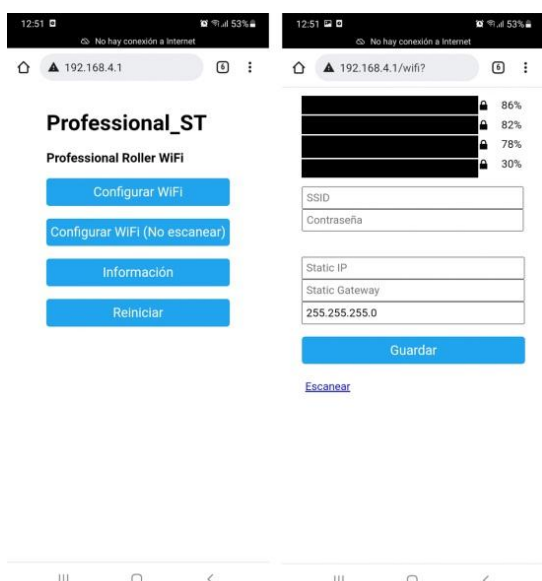 12:51
53%
No hay conexión a Internet
192.168.4.1
6
Professional_ST
Professional Roller WiFi
Configurar WiFi
Configurar WiFi (No escanear)
Información
Reiniciar
12:51
53%
No hay conexión a Internet
192.168.4.1/wifi?
6
86%
82%
78%
30%
SSID
Contraseña
Static IP
Static Gateway
255.255.255.0
Guardar
Escanear